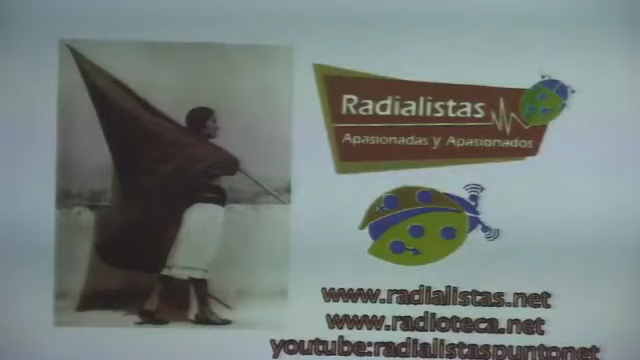 Radialistas
Apasionadas y Apasionados
www.radialistas.net
www.radioteca.net
youtube:radialistaspuntonet